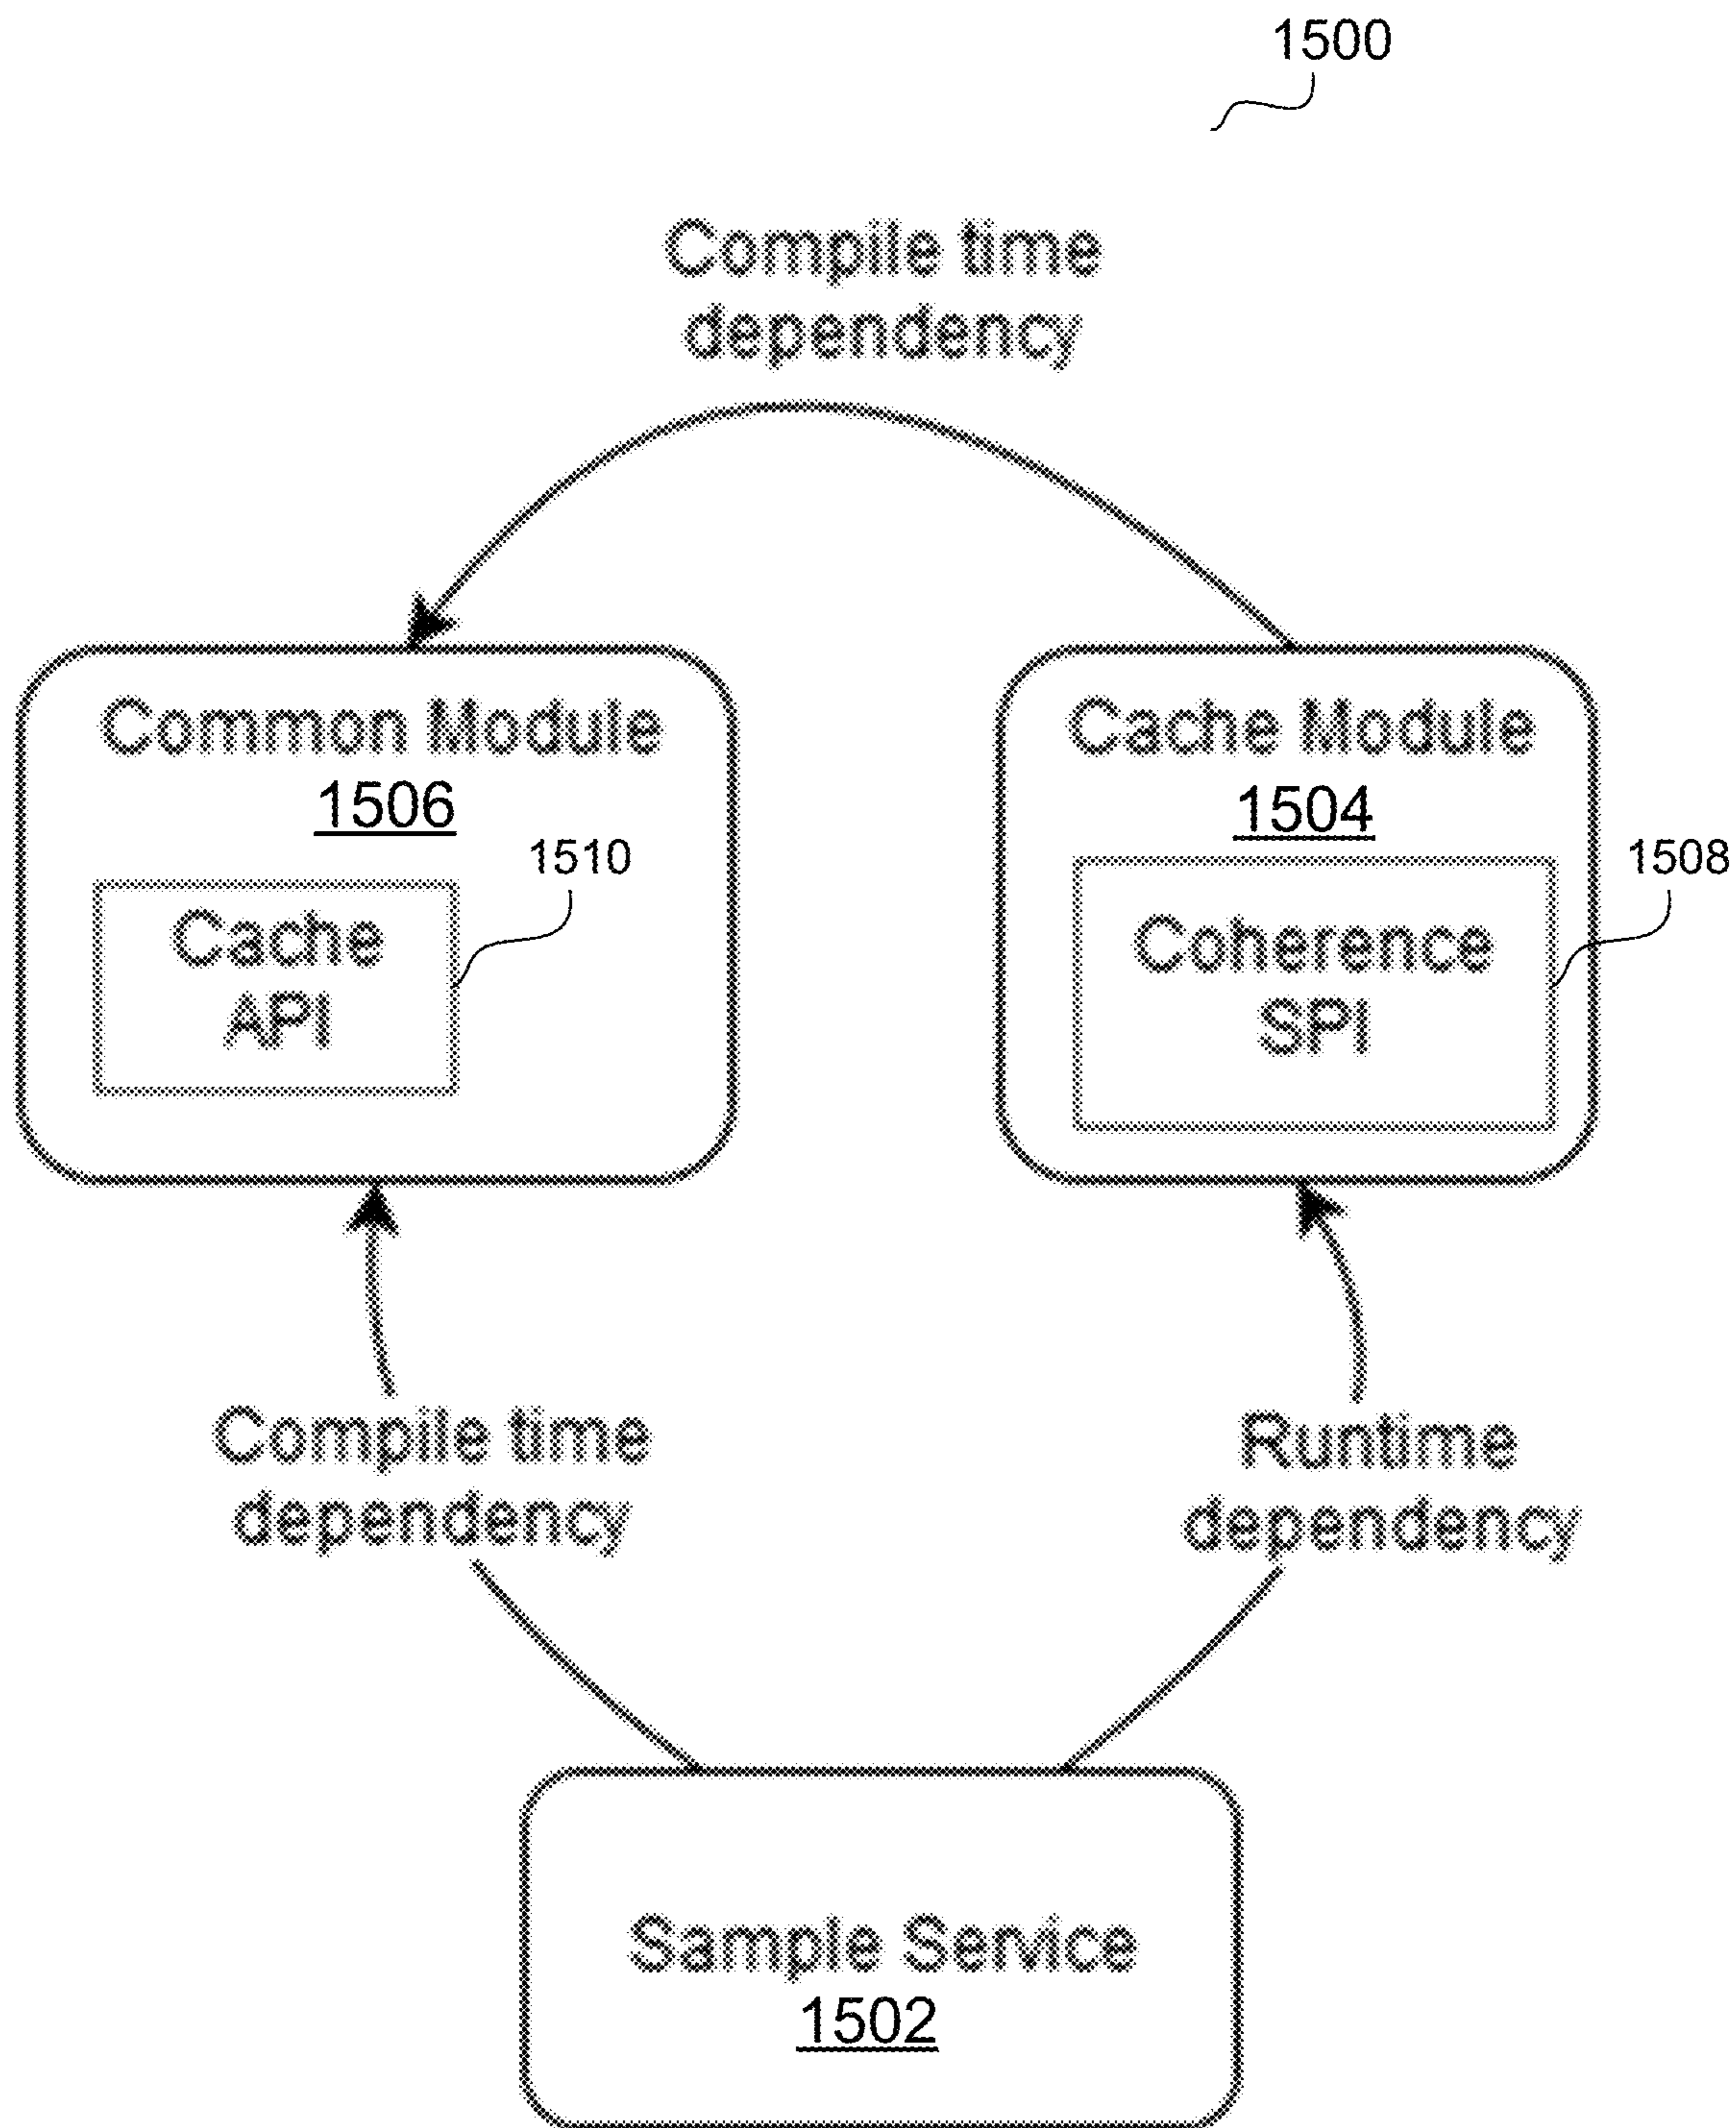 1500
Compile time
dependency
Common Module
1506
1510
Cache
API
Cache Module
1504
1508
Coherence
SPI
Compile time
dependency
Runtime
dependency
Sample Service
1502